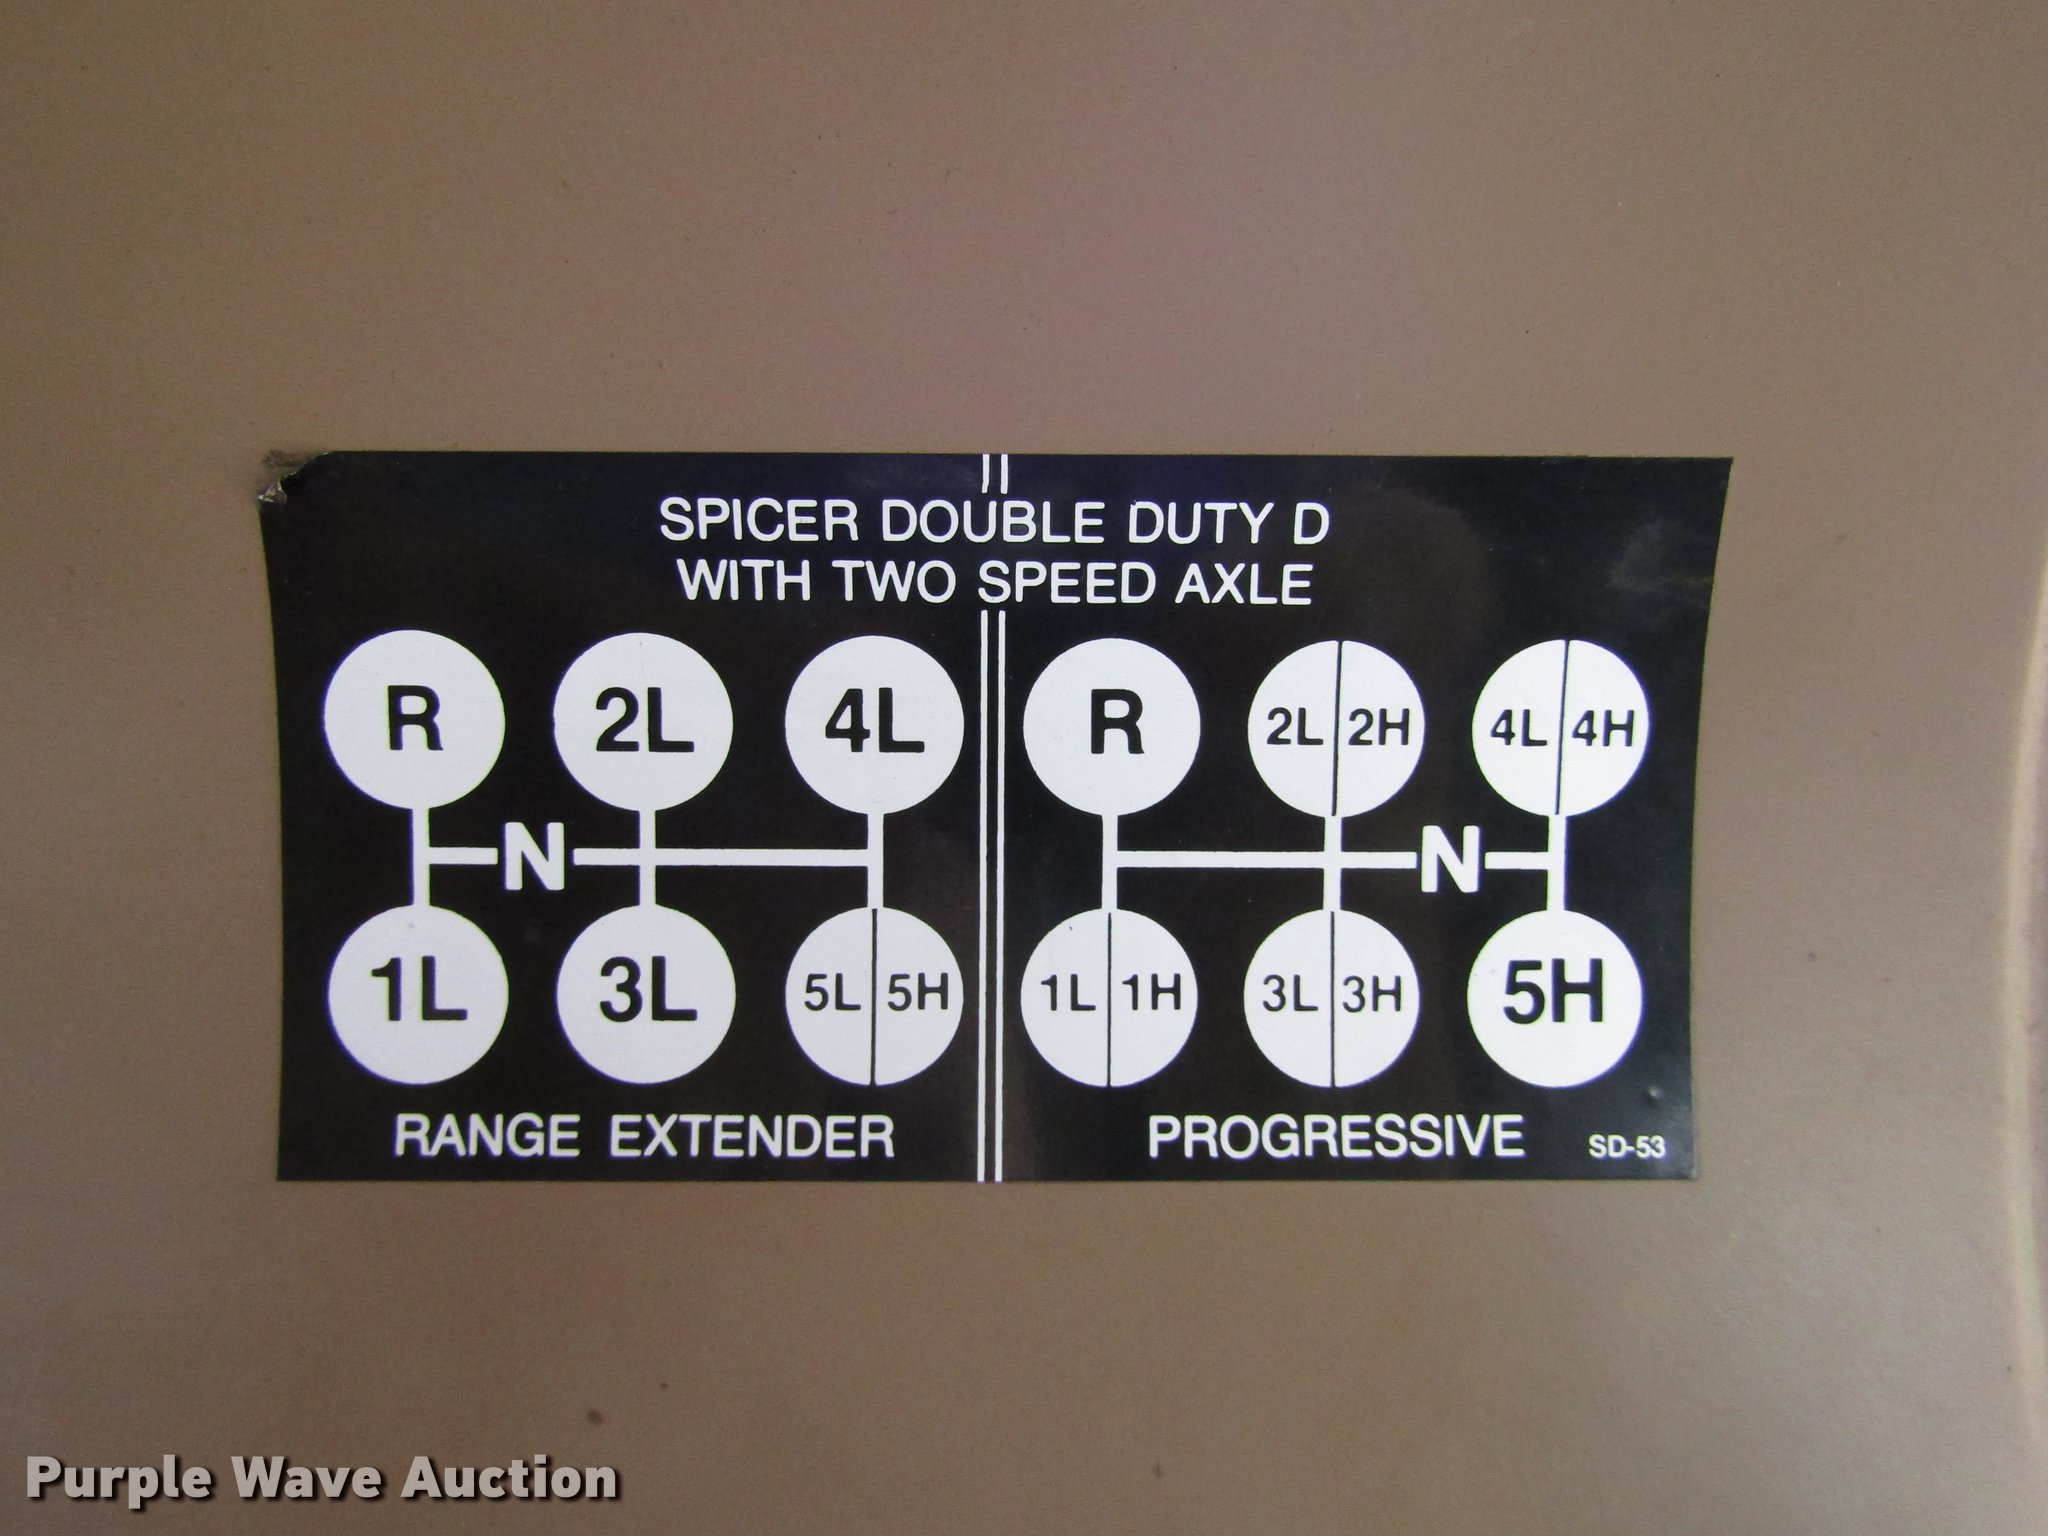 SPICER DOUBLE DUTY D
WITH TWO SPEED AXLE
R 2L 4L
N
1L 3L 5L 5H
RANGE EXTENDER
R 2L 2H 4L 4H
N
1L 1H 3L 3H 5H
PROGRESSIVE
SD-53
Purple Wave Auction